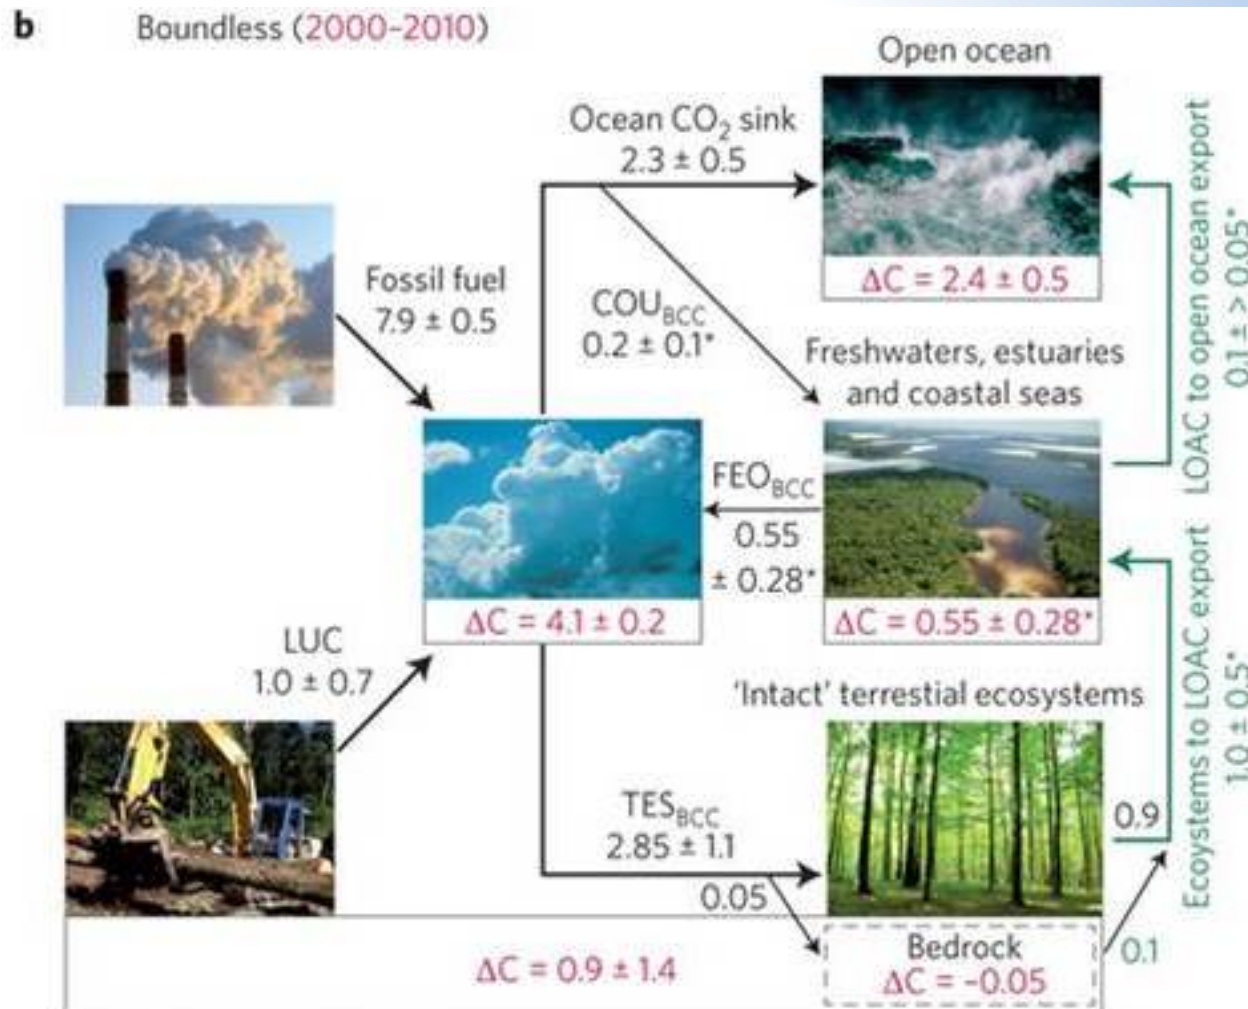 b
Boundless (2000–2010)
Open ocean
Ocean CO₂ sink
2.3 ± 0.5
ΔC = 2.4 ± 0.5
Fossil fuel
7.9 ± 0.5
COU_BCC
0.2 ± 0.1*
Freshwaters, estuaries
and coastal seas
LOAC to open ocean export
0.1 ± > 0.05*
FEO_BCC
0.55
± 0.28*
ΔC = 4.1 ± 0.2
ΔC = 0.55 ± 0.28*
LUC
1.0 ± 0.7
'Intact' terrestial ecosystems
TES_BCC
2.85 ± 1.1
0.05
0.9
Ecoystems to LOAC export
1.0 ± 0.5*
Bedrock
ΔC = -0.05
0.1
ΔC = 0.9 ± 1.4